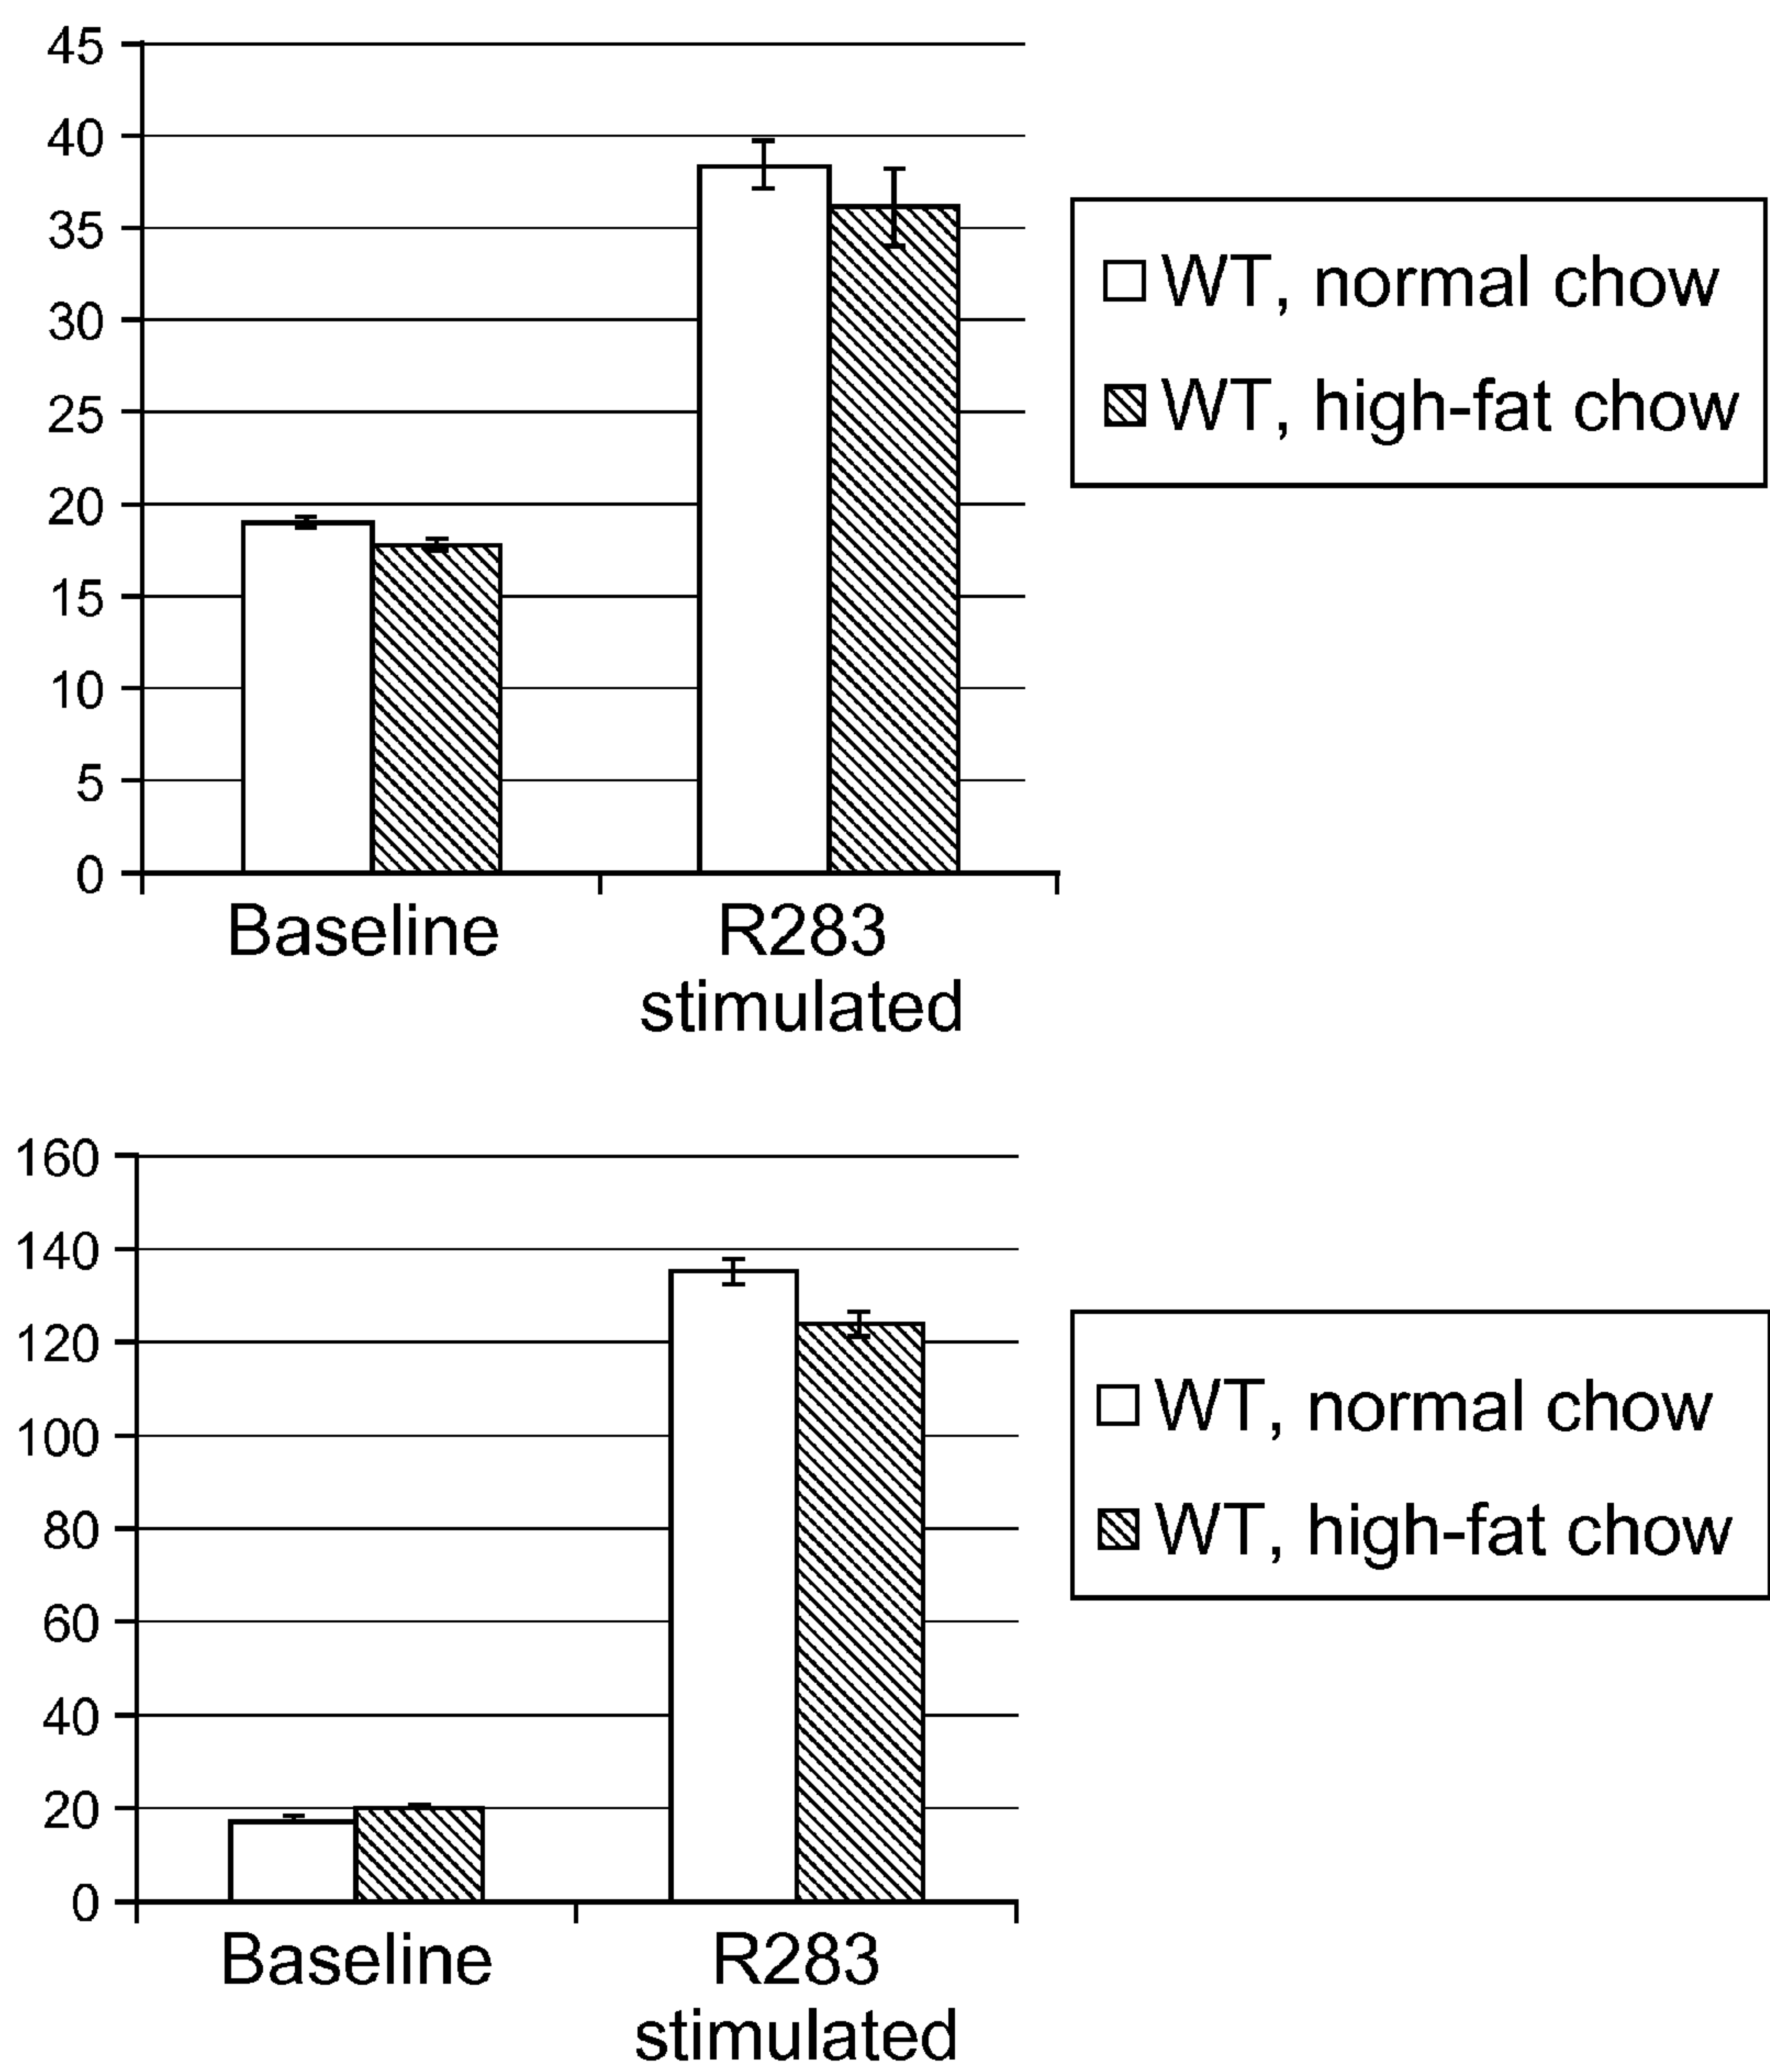 45
40
35
30
25
20
15
10
5
0
Baseline
R283
stimulated
WT, normal chow
WT, high-fat chow
160
140
120
100
80
60
40
20
0
Baseline
R283
stimulated
WT, normal chow
WT, high-fat chow